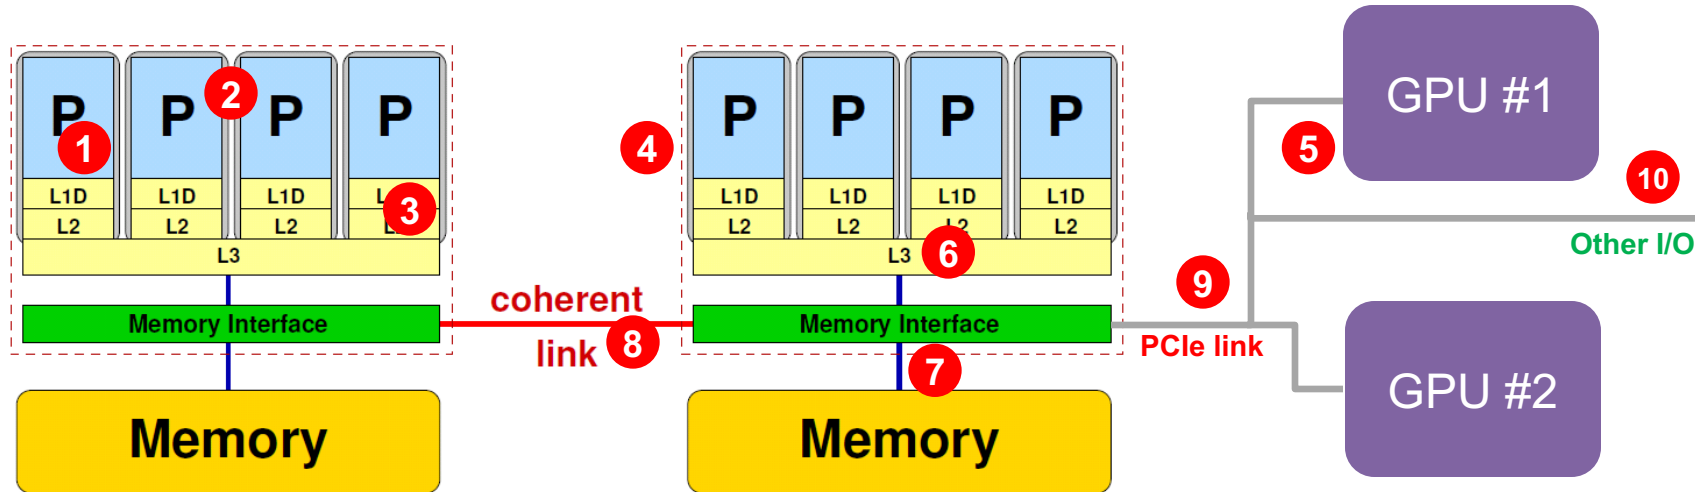 P P P P
1
2
L1D L1D L1D
3
L2 L2 L2
L3
Memory Interface
Memory
coherent
link
8
4
P P P P
L1D L1D L1D L1D
L2 L2 L2 L2
L3
6
Memory Interface
7
Memory
9
PCIe link
5
GPU #1
10
Other I/O
GPU #2